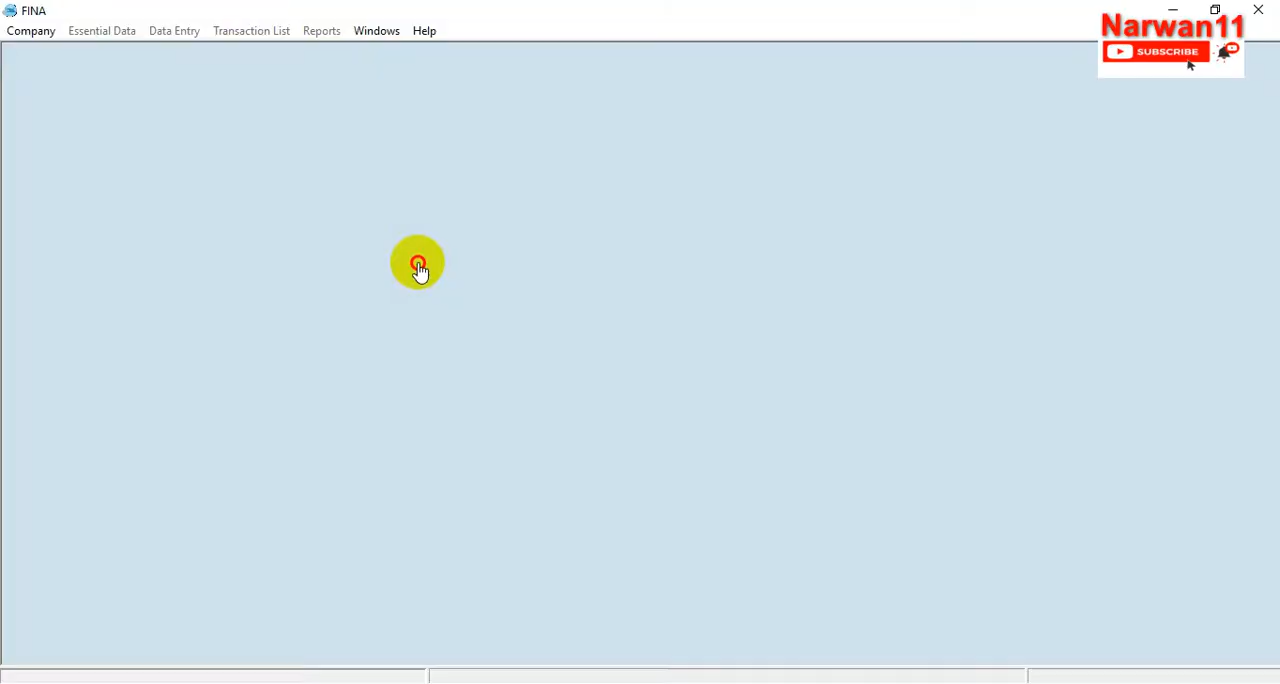 FINA
Company Essential Data Data Entry Transaction List Reports Windows Help
Narwan11
SUBSCRIBE